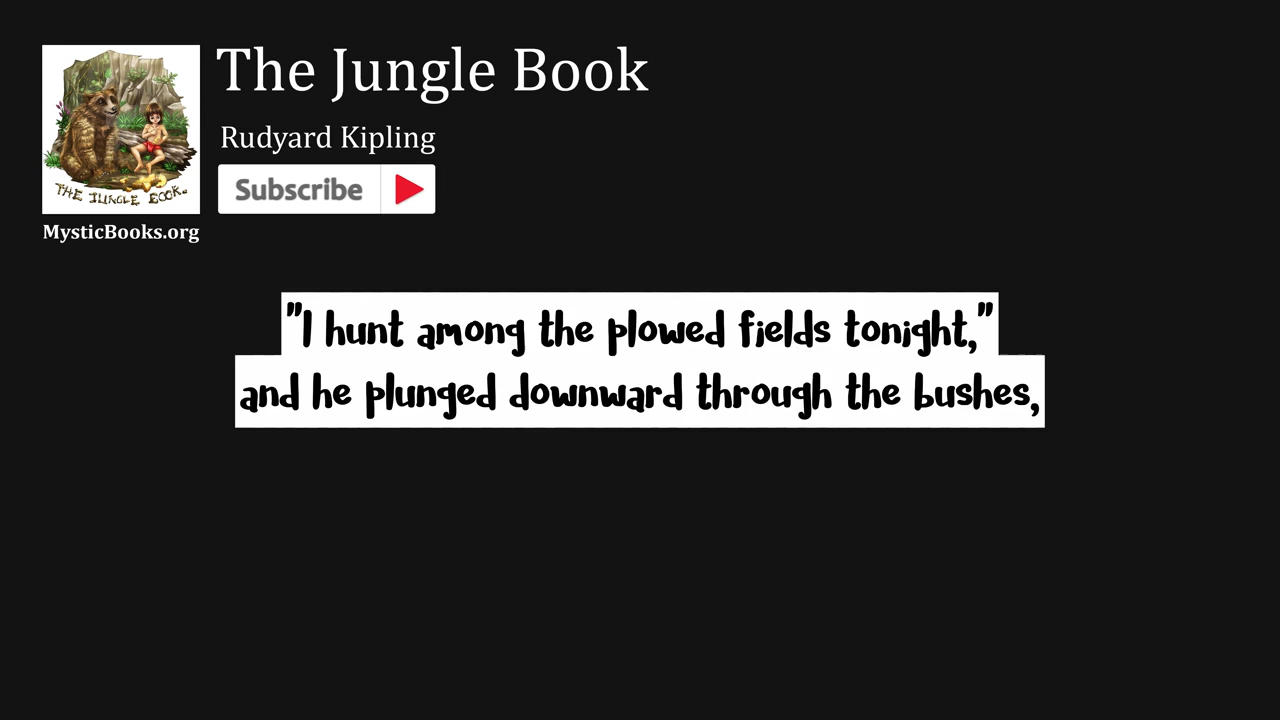 The Jungle Book
Rudyard Kipling
Subscribe
THE JUNGLE BOOK.
MysticBooks.org
"I hunt among the plowed fields tonight,"
and he plunged downward through the bushes,